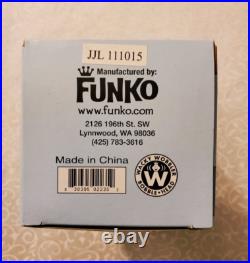 JJL 111015
Manufactured by:
FUNKO
www.funko.com
2126 196th St. SW
Lynnwood, WA 98036
(425) 783-3616
Made in China
WACKY WOBBLER
W
BOBBLE-HEAD